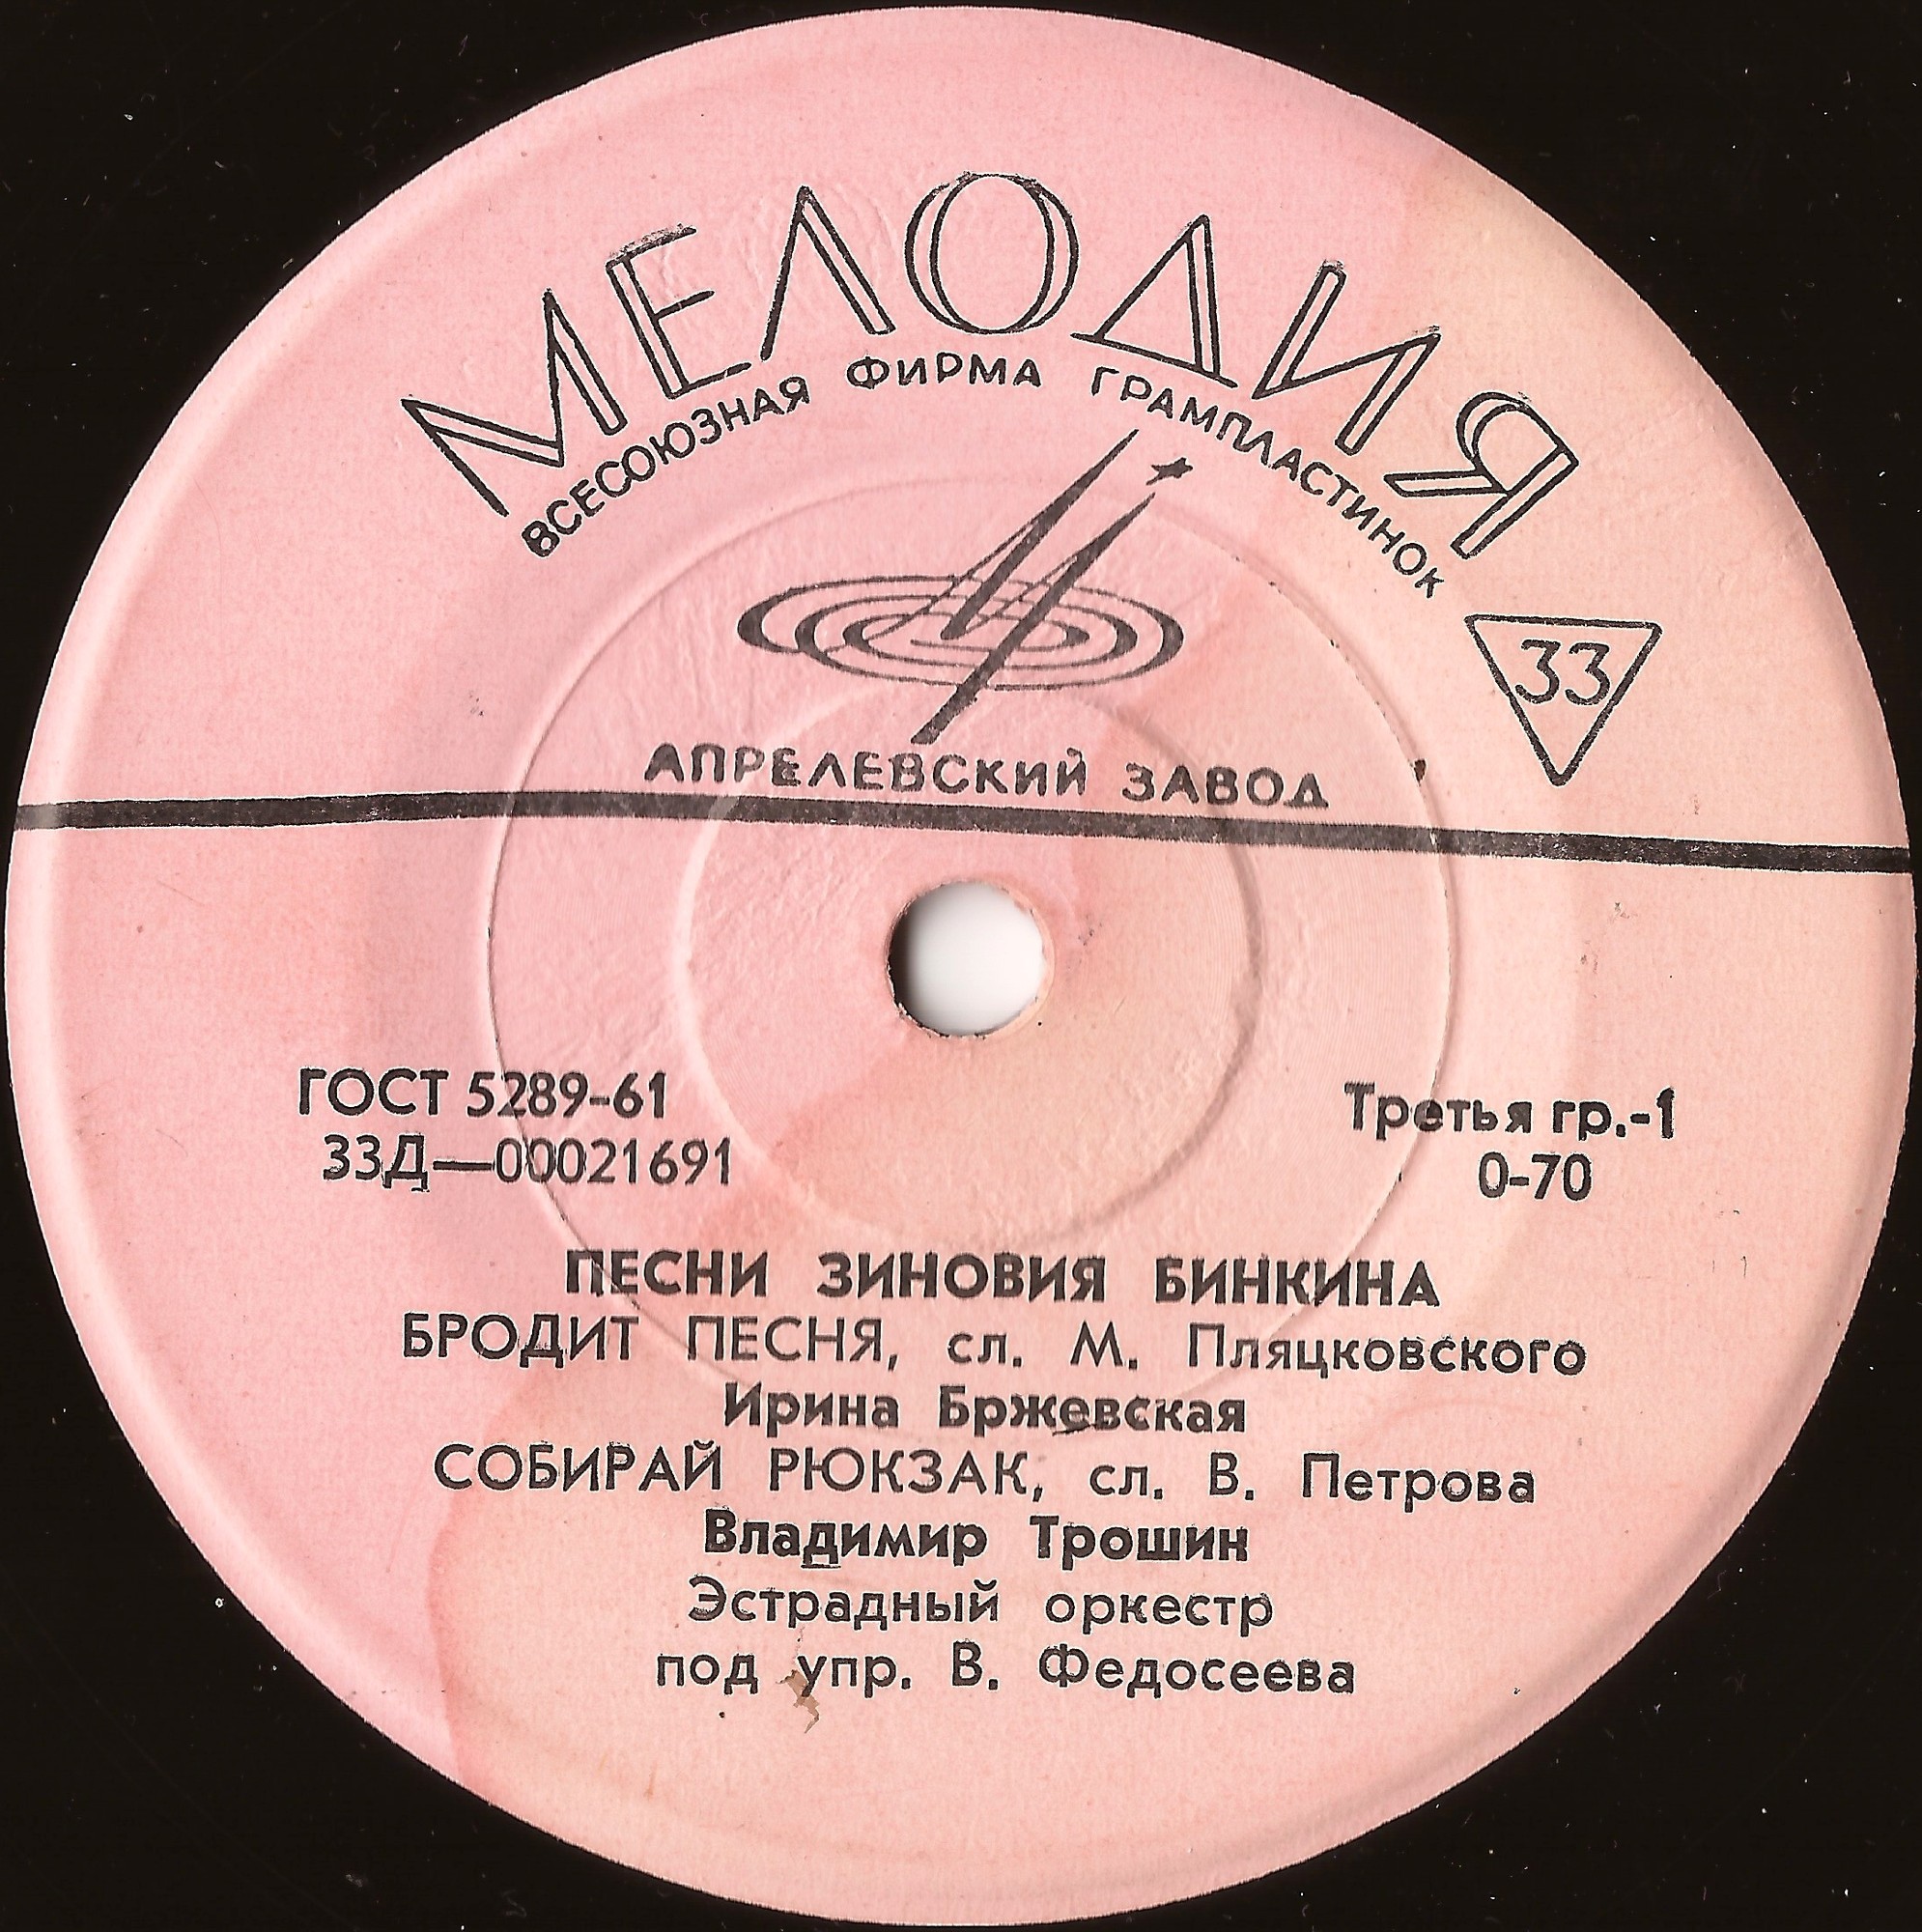 МЕЛОДИЯ
ВСЕСОЮЗНАЯ ФИРМА ГРАМПЛАСТИНОК
33
АПРЕЛЕВСКИЙ ЗАВОД
ГОСТ 5289-61
33Д—00021691
Третья гр.-1
0-70
ПЕСНИ ЗИНОВИЯ БИНКИНА
БРОДИТ ПЕСНЯ, сл. М. Пляцковского
Ирина Бржевская
СОБИРАЙ РЮКЗАК, сл. В. Петрова
Владимир Трошин
Эстрадный оркестр
под упр. В. Федосеева